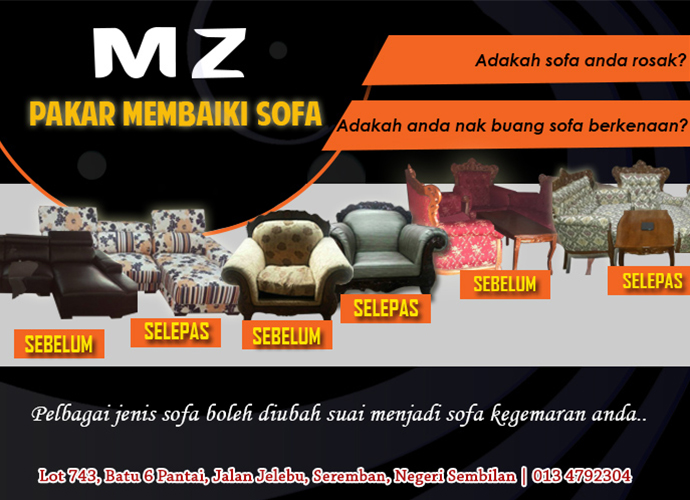 MZ
PAKAR MEMBAIKI SOFA
Adakah sofa anda rosak?
Adakah anda nak buang sofa berkenaan?
SEBELUM
SELEPAS
SEBELUM
SELEPAS
SEBELUM
SELEPAS
Pelbagai jenis sofa boleh diubah suai menjadi sofa kegemaran anda..
Lot 743, Batu 6 Pantai, Jalan Jelebu, Seremban, Negeri Sembilan | 013 4792304